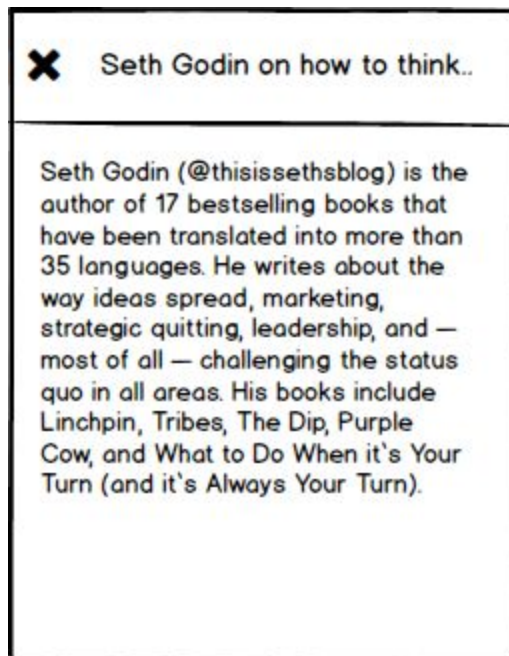 Seth Godin on how to think..
Seth Godin (@thisissethsblog) is the
author of 17 bestselling books that
have been translated into more than
35 languages. He writes about the
way ideas spread, marketing,
strategic quitting, leadership, and —
most of all — challenging the status
quo in all areas. His books include
Linchpin, Tribes, The Dip, Purple
Cow, and What to Do When it`s Your
Turn (and it`s Always Your Turn).